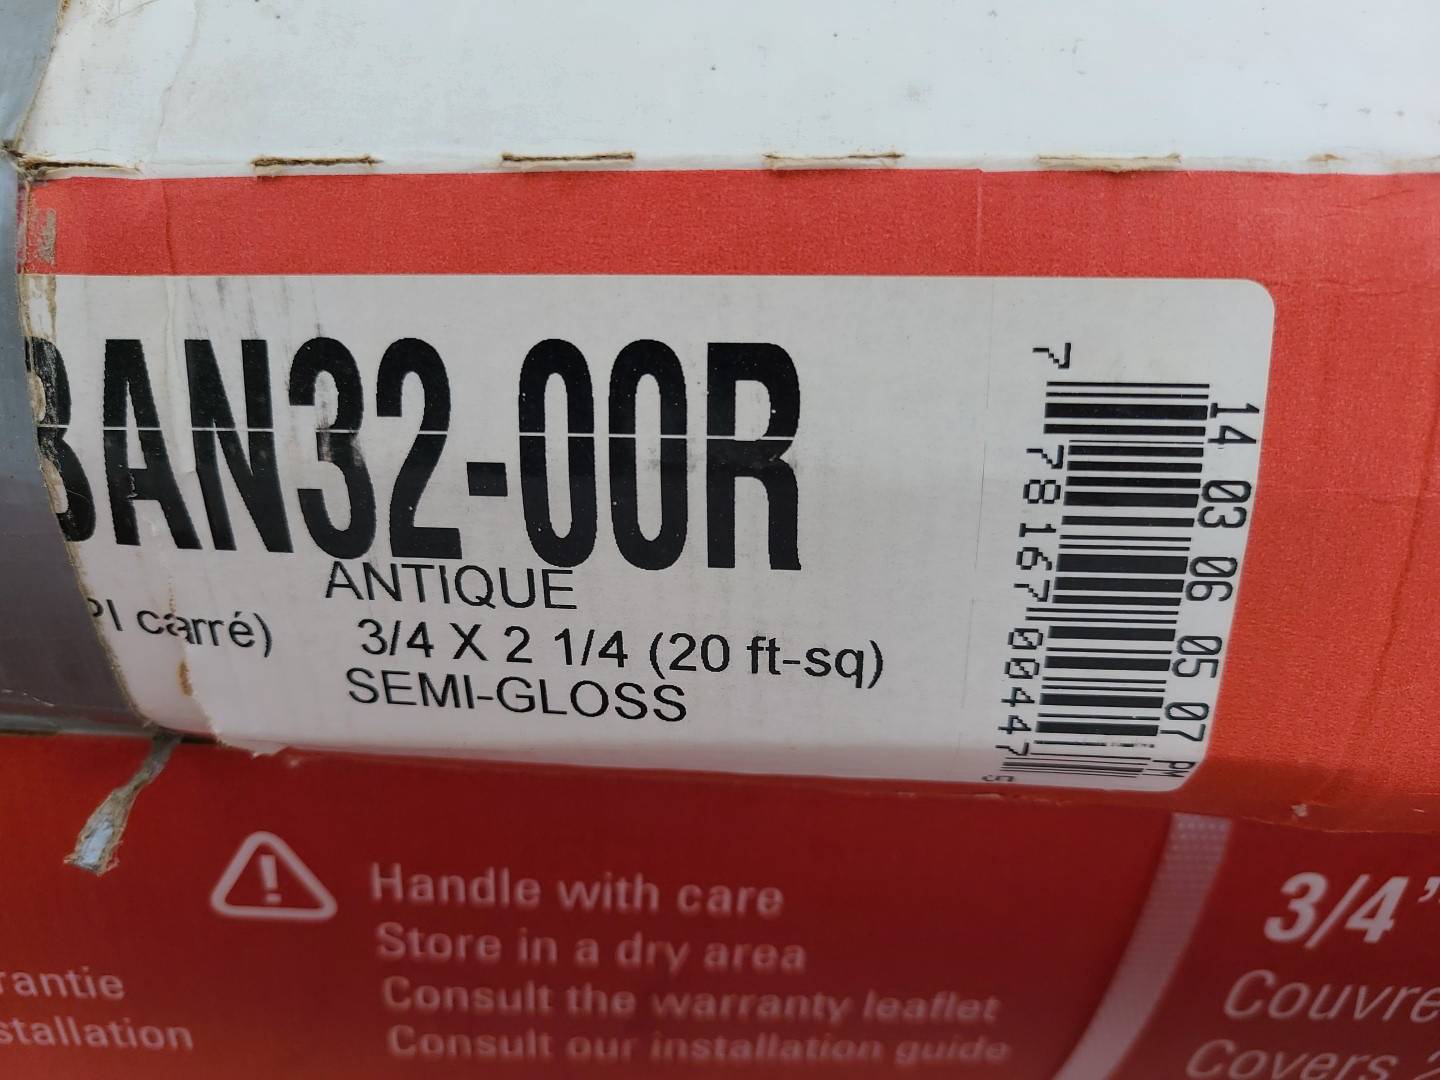 BAN32-00R
ANTIQUE
PI carré) 3/4 X 2 1/4 (20 ft-sq)
SEMI-GLOSS
7 78167 00447 5
14 03 06 05 07 PM
Handle with care
Store in a dry area
Consult the warranty leaflet
Consult our installation guide
rantie
stallation
3/4"
Couvre
Covers 2